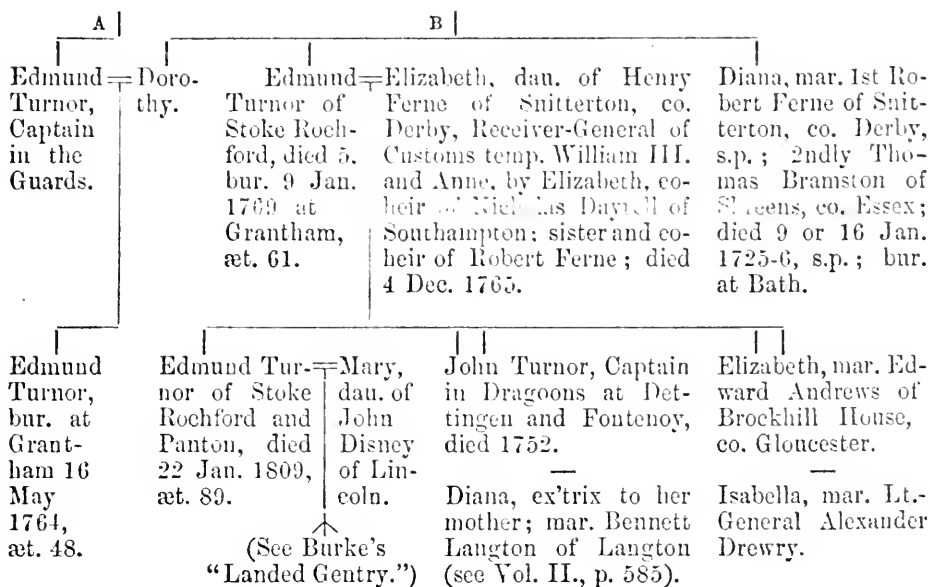 A B
Edmund
Turnor,
Captain
in the
Guards.
Doro-
thy.
Edmund
Turnor of
Stoke Roch-
ford, died 5.
bur. 9 Jan.
1769 at
Grantham,
æt. 61.
Elizabeth, dau. of Henry
Ferne of Snitterton, co.
Derby, Receiver-General of
Customs temp. William III.
and Anne, by Elizabeth, co-
heir of Nicholas Dayrell of
Southampton; sister and co-
heir of Robert Ferne; died
4 Dec. 1765.
Diana, mar. 1st Ro-
bert Ferne of Snit-
terton, co. Derby,
s.p.; 2ndly Tho-
mas Bramston of
Skreens, co. Essex;
died 9 or 16 Jan.
1725-6, s.p.; bur.
at Bath.
Edmund
Turnor,
bur. at
Grant-
ham 16
May
1764,
æt. 48.
Edmund Tur-
nor of Stoke
Rochford and
Panton, died
22 Jan. 1809,
æt. 89.
Mary,
dau. of
John
Disney
of Lin-
coln.
(See Burke's
"Landed Gentry.")
John Turnor, Captain
in Dragoons at Det-
tingen and Fontenoy,
died 1752.
—
Diana, ex'trix to her
mother; mar. Bennett
Langton of Langton
(see Vol. II., p. 585).
Elizabeth, mar. Ed-
ward Andrews of
Brockhill House,
co. Gloucester.
—
Isabella, mar. Lt.-
General Alexander
Drewry.